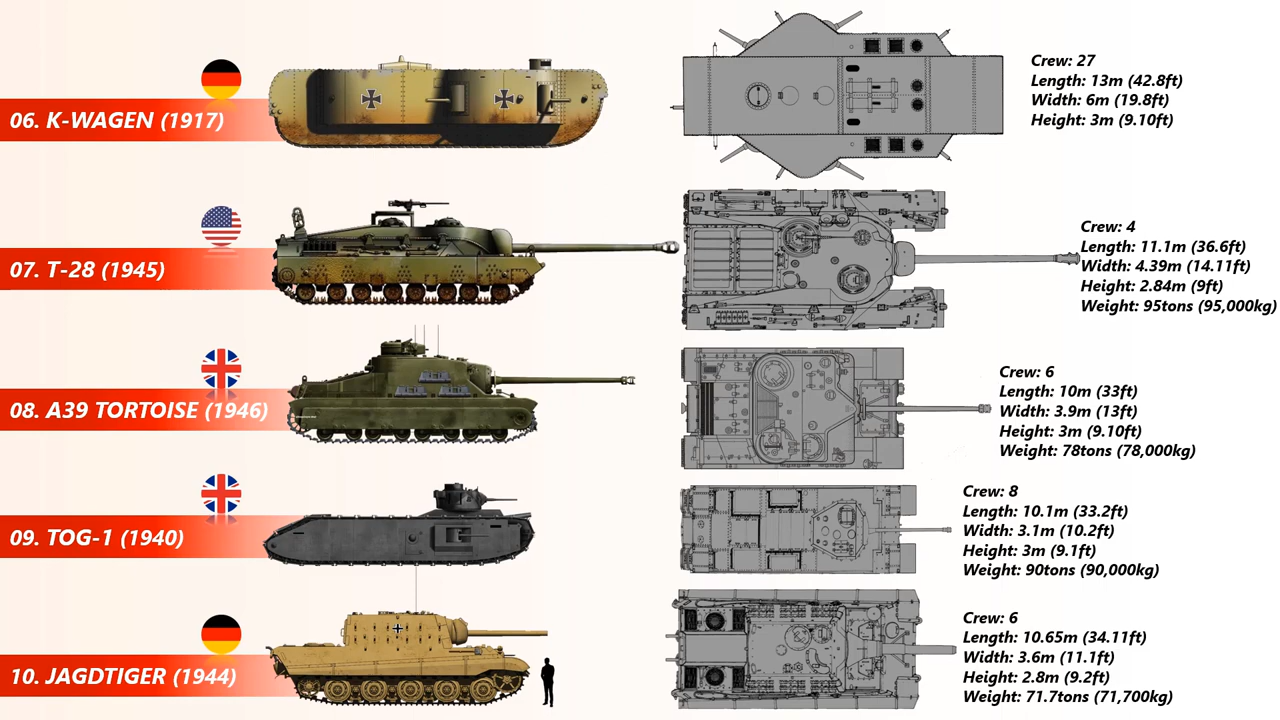 06. K-WAGEN (1917)
Crew: 27
Length: 13m (42.8ft)
Width: 6m (19.8ft)
Height: 3m (9.10ft)
07. T-28 (1945)
Crew: 4
Length: 11.1m (36.6ft)
Width: 4.39m (14.11ft)
Height: 2.84m (9ft)
Weight: 95tons (95,000kg)
08. A39 TORTOISE (1946)
Crew: 6
Length: 10m (33ft)
Width: 3.9m (13ft)
Height: 3m (9.10ft)
Weight: 78tons (78,000kg)
09. TOG-1 (1940)
Crew: 8
Length: 10.1m (33.2ft)
Width: 3.1m (10.2ft)
Height: 3m (9.1ft)
Weight: 90tons (90,000kg)
10. JAGDTIGER (1944)
Crew: 6
Length: 10.65m (34.11ft)
Width: 3.6m (11.1ft)
Height: 2.8m (9.2ft)
Weight: 71.7tons (71,700kg)